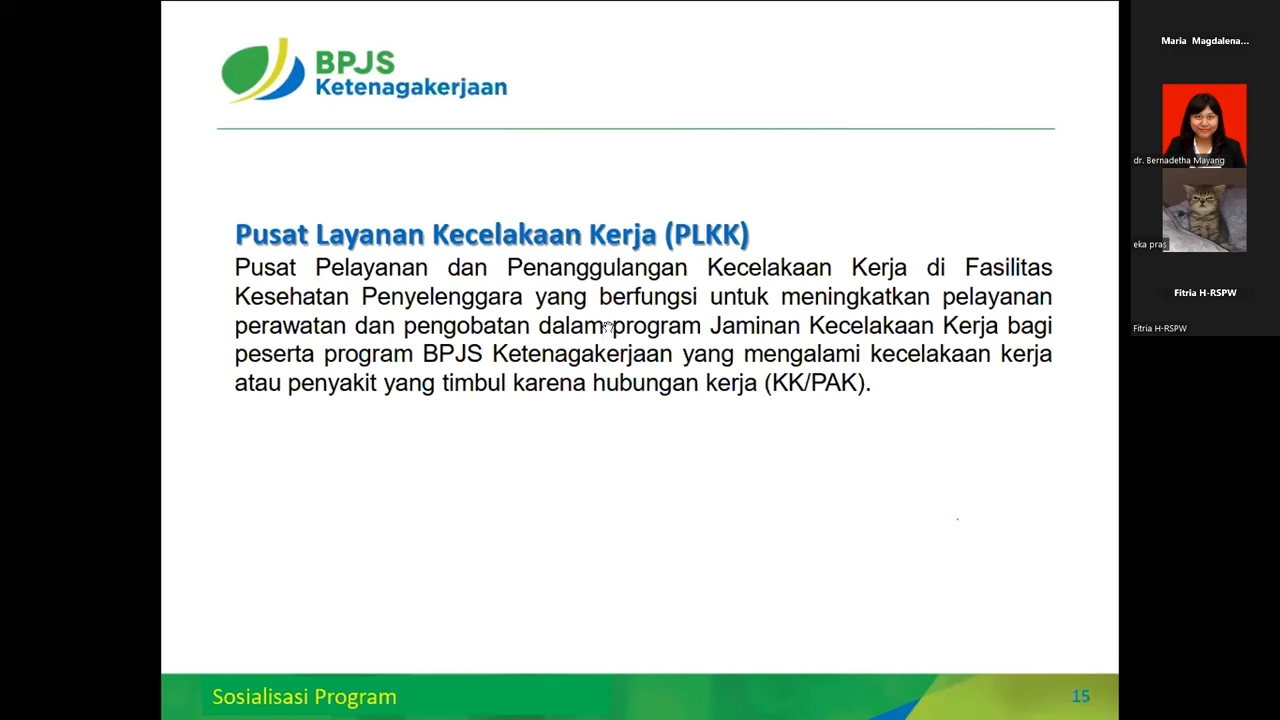 BPJS
Ketenagakerjaan
Pusat Layanan Kecelakaan Kerja (PLKK)
Pusat Pelayanan dan Penanggulangan Kecelakaan Kerja di Fasilitas
Kesehatan Penyelenggara yang berfungsi untuk meningkatkan pelayanan
perawatan dan pengobatan dalam program Jaminan Kecelakaan Kerja bagi
peserta program BPJS Ketenagakerjaan yang mengalami kecelakaan kerja
atau penyakit yang timbul karena hubungan kerja (KK/PAK).
Sosialisasi Program
15
Maria Magdalena...
dr. Bernadetha Mayang
eka pras
Fitria H-RSPW
Fitria H-RSPW